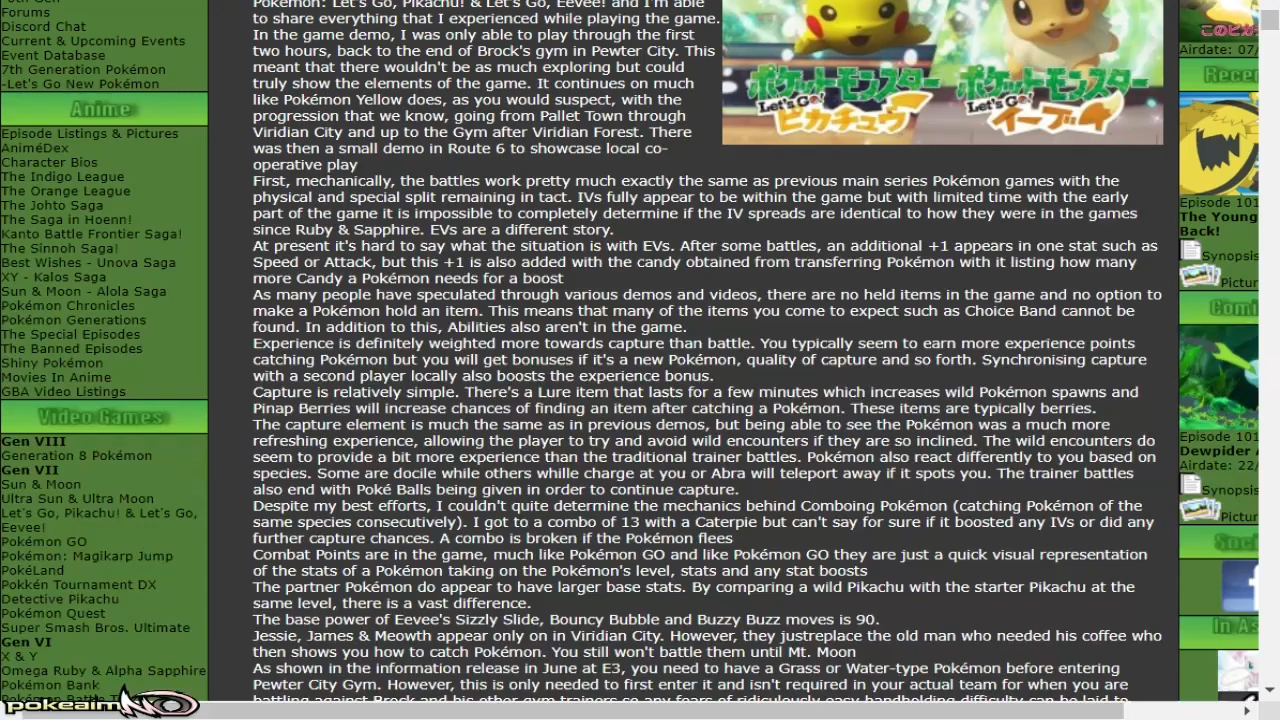 Forums
Discord Chat
Current & Upcoming Events
Event Database
7th Generation Pokémon
-Let's Go New Pokémon
Anime
Episode Listings & Pictures
AniméDex
Character Bios
The Indigo League
The Orange League
The Johto Saga
The Saga in Hoenn!
Kanto Battle Frontier Saga!
The Sinnoh Saga!
Best Wishes - Unova Saga
XY - Kalos Saga
Sun & Moon - Alola Saga
Pokémon Chronicles
Pokémon Generations
The Special Episodes
The Banned Episodes
Shiny Pokémon
Movies In Anime
GBA Video Listings
Video Games
Gen VIII
Generation 8 Pokémon
Gen VII
Sun & Moon
Ultra Sun & Ultra Moon
Let's Go, Pikachu! & Let's Go,
Eevee!
Pokémon GO
Pokémon: Magikarp Jump
PokéLand
Pokkén Tournament DX
Detective Pikachu
Pokémon Quest
Super Smash Bros. Ultimate
Gen VI
X & Y
Omega Ruby & Alpha Sapphire
Pokémon Bank
pokeaimMD
Pokémon: Let's Go, Pikachu! & Let's Go, Eevee! and I'm able
to share everything that I experienced while playing the game.
In the game demo, I was only able to play through the first
two hours, back to the end of Brock's gym in Pewter City. This
meant that there wouldn't be as much exploring but could
truly show the elements of the game. It continues on much
like Pokémon Yellow does, as you would suspect, with the
progression that we know, going from Pallet Town through
Viridian City and up to the Gym after Viridian Forest. There
was then a small demo in Route 6 to showcase local co-
operative play
First, mechanically, the battles work pretty much exactly the same as previous main series Pokémon games with the
physical and special split remaining in tact. IVs fully appear to be within the game but with limited time with the early
part of the game it is impossible to completely determine if the IV spreads are identical to how they were in the games
since Ruby & Sapphire. EVs are a different story.
At present it's hard to say what the situation is with EVs. After some battles, an additional +1 appears in one stat such as
Speed or Attack, but this +1 is also added with the candy obtained from transferring Pokémon with it listing how many
more Candy a Pokémon needs for a boost
As many people have speculated through various demos and videos, there are no held items in the game and no option to
make a Pokémon hold an item. This means that many of the items you come to expect such as Choice Band cannot be
found. In addition to this, Abilities also aren't in the game.
Experience is definitely weighted more towards capture than battle. You typically seem to earn more experience points
catching Pokémon but you will get bonuses if it's a new Pokémon, quality of capture and so forth. Synchronising capture
with a second player locally also boosts the experience bonus.
Capture is relatively simple. There's a Lure item that lasts for a few minutes which increases wild Pokémon spawns and
Pinap Berries will increase chances of finding an item after catching a Pokémon. These items are typically berries.
The capture element is much the same as in previous demos, but being able to see the Pokémon was a much more
refreshing experience, allowing the player to try and avoid wild encounters if they are so inclined. The wild encounters do
seem to provide a bit more experience than the traditional trainer battles. Pokémon also react differently to you based on
species. Some are docile while others whille charge at you or Abra will teleport away if it spots you. The trainer battles
also end with Poké Balls being given in order to continue capture.
Despite my best efforts, I couldn't quite determine the mechanics behind Comboing Pokémon (catching Pokémon of the
same species consecutively). I got to a combo of 13 with a Caterpie but can't say for sure if it boosted any IVs or did any
further capture chances. A combo is broken if the Pokémon flees
Combat Points are in the game, much like Pokémon GO and like Pokémon GO they are just a quick visual representation
of the stats of a Pokémon taking on the Pokémon's level, stats and any stat boosts
The partner Pokémon do appear to have larger base stats. By comparing a wild Pikachu with the starter Pikachu at the
same level, there is a vast difference.
The base power of Eevee's Sizzly Slide, Bouncy Bubble and Buzzy Buzz moves is 90.
Jessie, James & Meowth appear only on in Viridian City. However, they justreplace the old man who needed his coffee who
then shows you how to catch Pokémon. You still won't battle them until Mt. Moon
As shown in the information release in June at E3, you need to have a Grass or Water-type Pokémon before entering
Pewter City Gym. However, this is only needed to first enter it and isn't required in your actual team for when you are
battling against Brock and his other gym trainers so any fears of ridiculously easy handholding difficulty can be laid to
ポケットモンスター
Let's Go!
ピカチュウ
ポケットモンスター
Let's Go!
イーブイ
このピカ
Airdate: 07/
Recen
Episode 101
The Young
Back!
Synopsis
Pictur
Comi
Episode 101
Dewpider A
Airdate: 22/
Synopsis
Pictur
Soci
f
In As